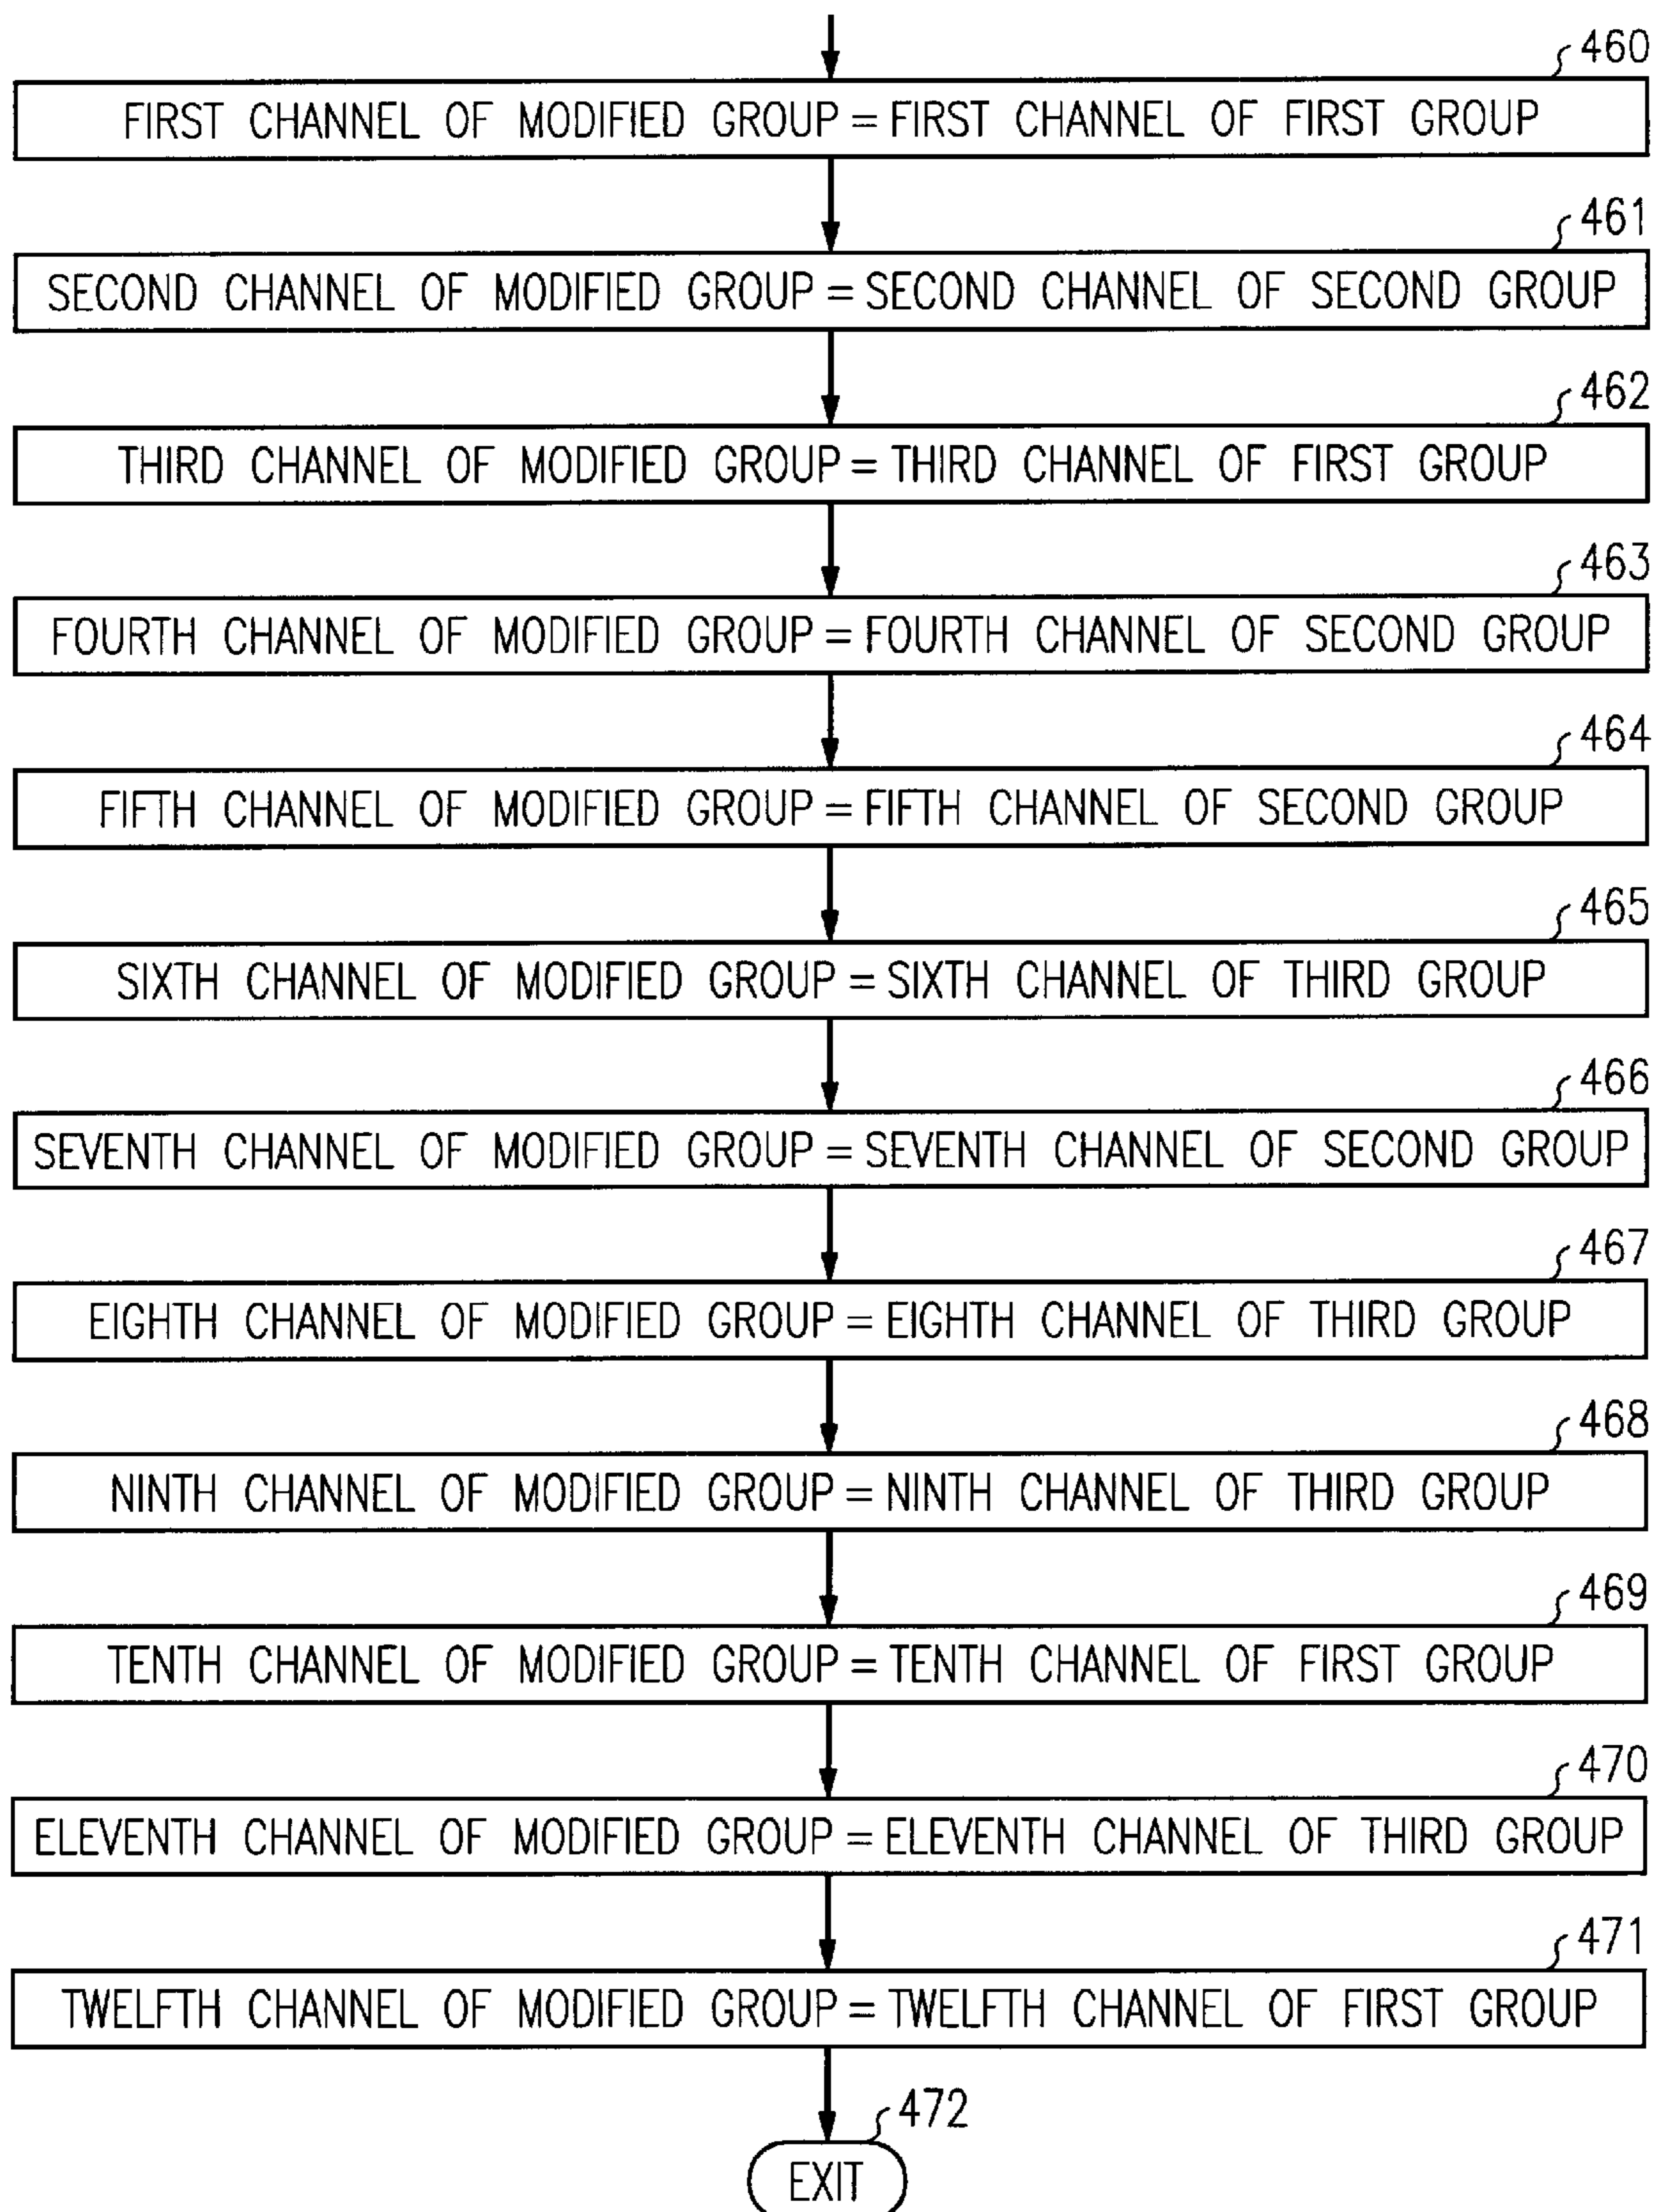 460
FIRST CHANNEL OF MODIFIED GROUP = FIRST CHANNEL OF FIRST GROUP
461
SECOND CHANNEL OF MODIFIED GROUP = SECOND CHANNEL OF SECOND GROUP
462
THIRD CHANNEL OF MODIFIED GROUP = THIRD CHANNEL OF FIRST GROUP
463
FOURTH CHANNEL OF MODIFIED GROUP = FOURTH CHANNEL OF SECOND GROUP
464
FIFTH CHANNEL OF MODIFIED GROUP = FIFTH CHANNEL OF SECOND GROUP
465
SIXTH CHANNEL OF MODIFIED GROUP = SIXTH CHANNEL OF THIRD GROUP
466
SEVENTH CHANNEL OF MODIFIED GROUP = SEVENTH CHANNEL OF SECOND GROUP
467
EIGHTH CHANNEL OF MODIFIED GROUP = EIGHTH CHANNEL OF THIRD GROUP
468
NINTH CHANNEL OF MODIFIED GROUP = NINTH CHANNEL OF THIRD GROUP
469
TENTH CHANNEL OF MODIFIED GROUP = TENTH CHANNEL OF FIRST GROUP
470
ELEVENTH CHANNEL OF MODIFIED GROUP = ELEVENTH CHANNEL OF THIRD GROUP
471
TWELFTH CHANNEL OF MODIFIED GROUP = TWELFTH CHANNEL OF FIRST GROUP
472
EXIT